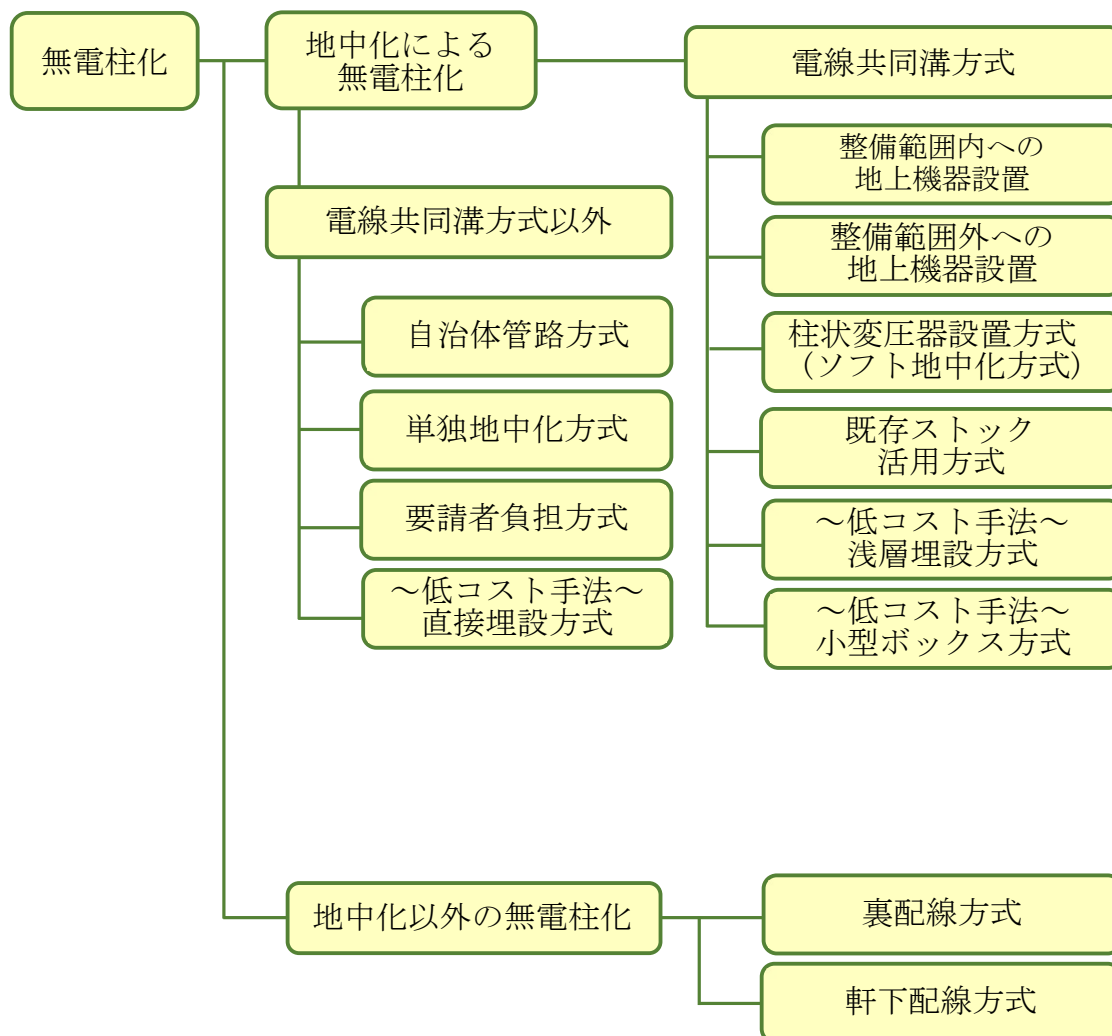 無電柱化
地中化による
無電柱化
電線共同溝方式
整備範囲内への
地上機器設置
整備範囲外への
地上機器設置
柱状変圧器設置方式
（ソフト地中化方式）
既存ストック
活用方式
～低コスト手法～
浅層埋設方式
～低コスト手法～
小型ボックス方式
電線共同溝方式以外
自治体管路方式
単独地中化方式
要請者負担方式
～低コスト手法～
直接埋設方式
地中化以外の無電柱化
裏配線方式
軒下配線方式